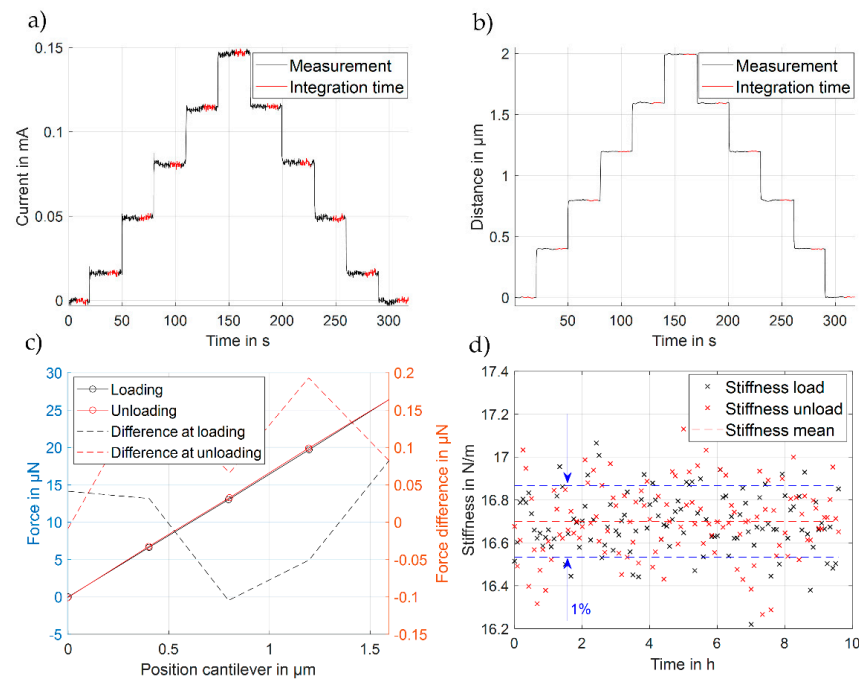 a)
0.15
0.1
0.05
0
Current in mA
Measurement
Integration time
0 50 100 150 200 250 300
Time in s
b)
2
1.5
1
0.5
0
Distance in µm
Measurement
Integration time
50 100 150 200 250 300
Time in s
c)
30
25
20
15
10
5
0
-5
Force in µN
Loading
Unloading
Difference at loading
Difference at unloading
0.2
0.15
0.1
0.05
0
-0.05
-0.1
-0.15
Force difference in µN
0 0.5 1 1.5
Position cantilever in µm
d)
17.4
17.2
17
16.8
16.6
16.4
16.2
Stiffness in N/m
Stiffness load
Stiffness unload
Stiffness mean
1%
0 2 4 6 8 10
Time in h